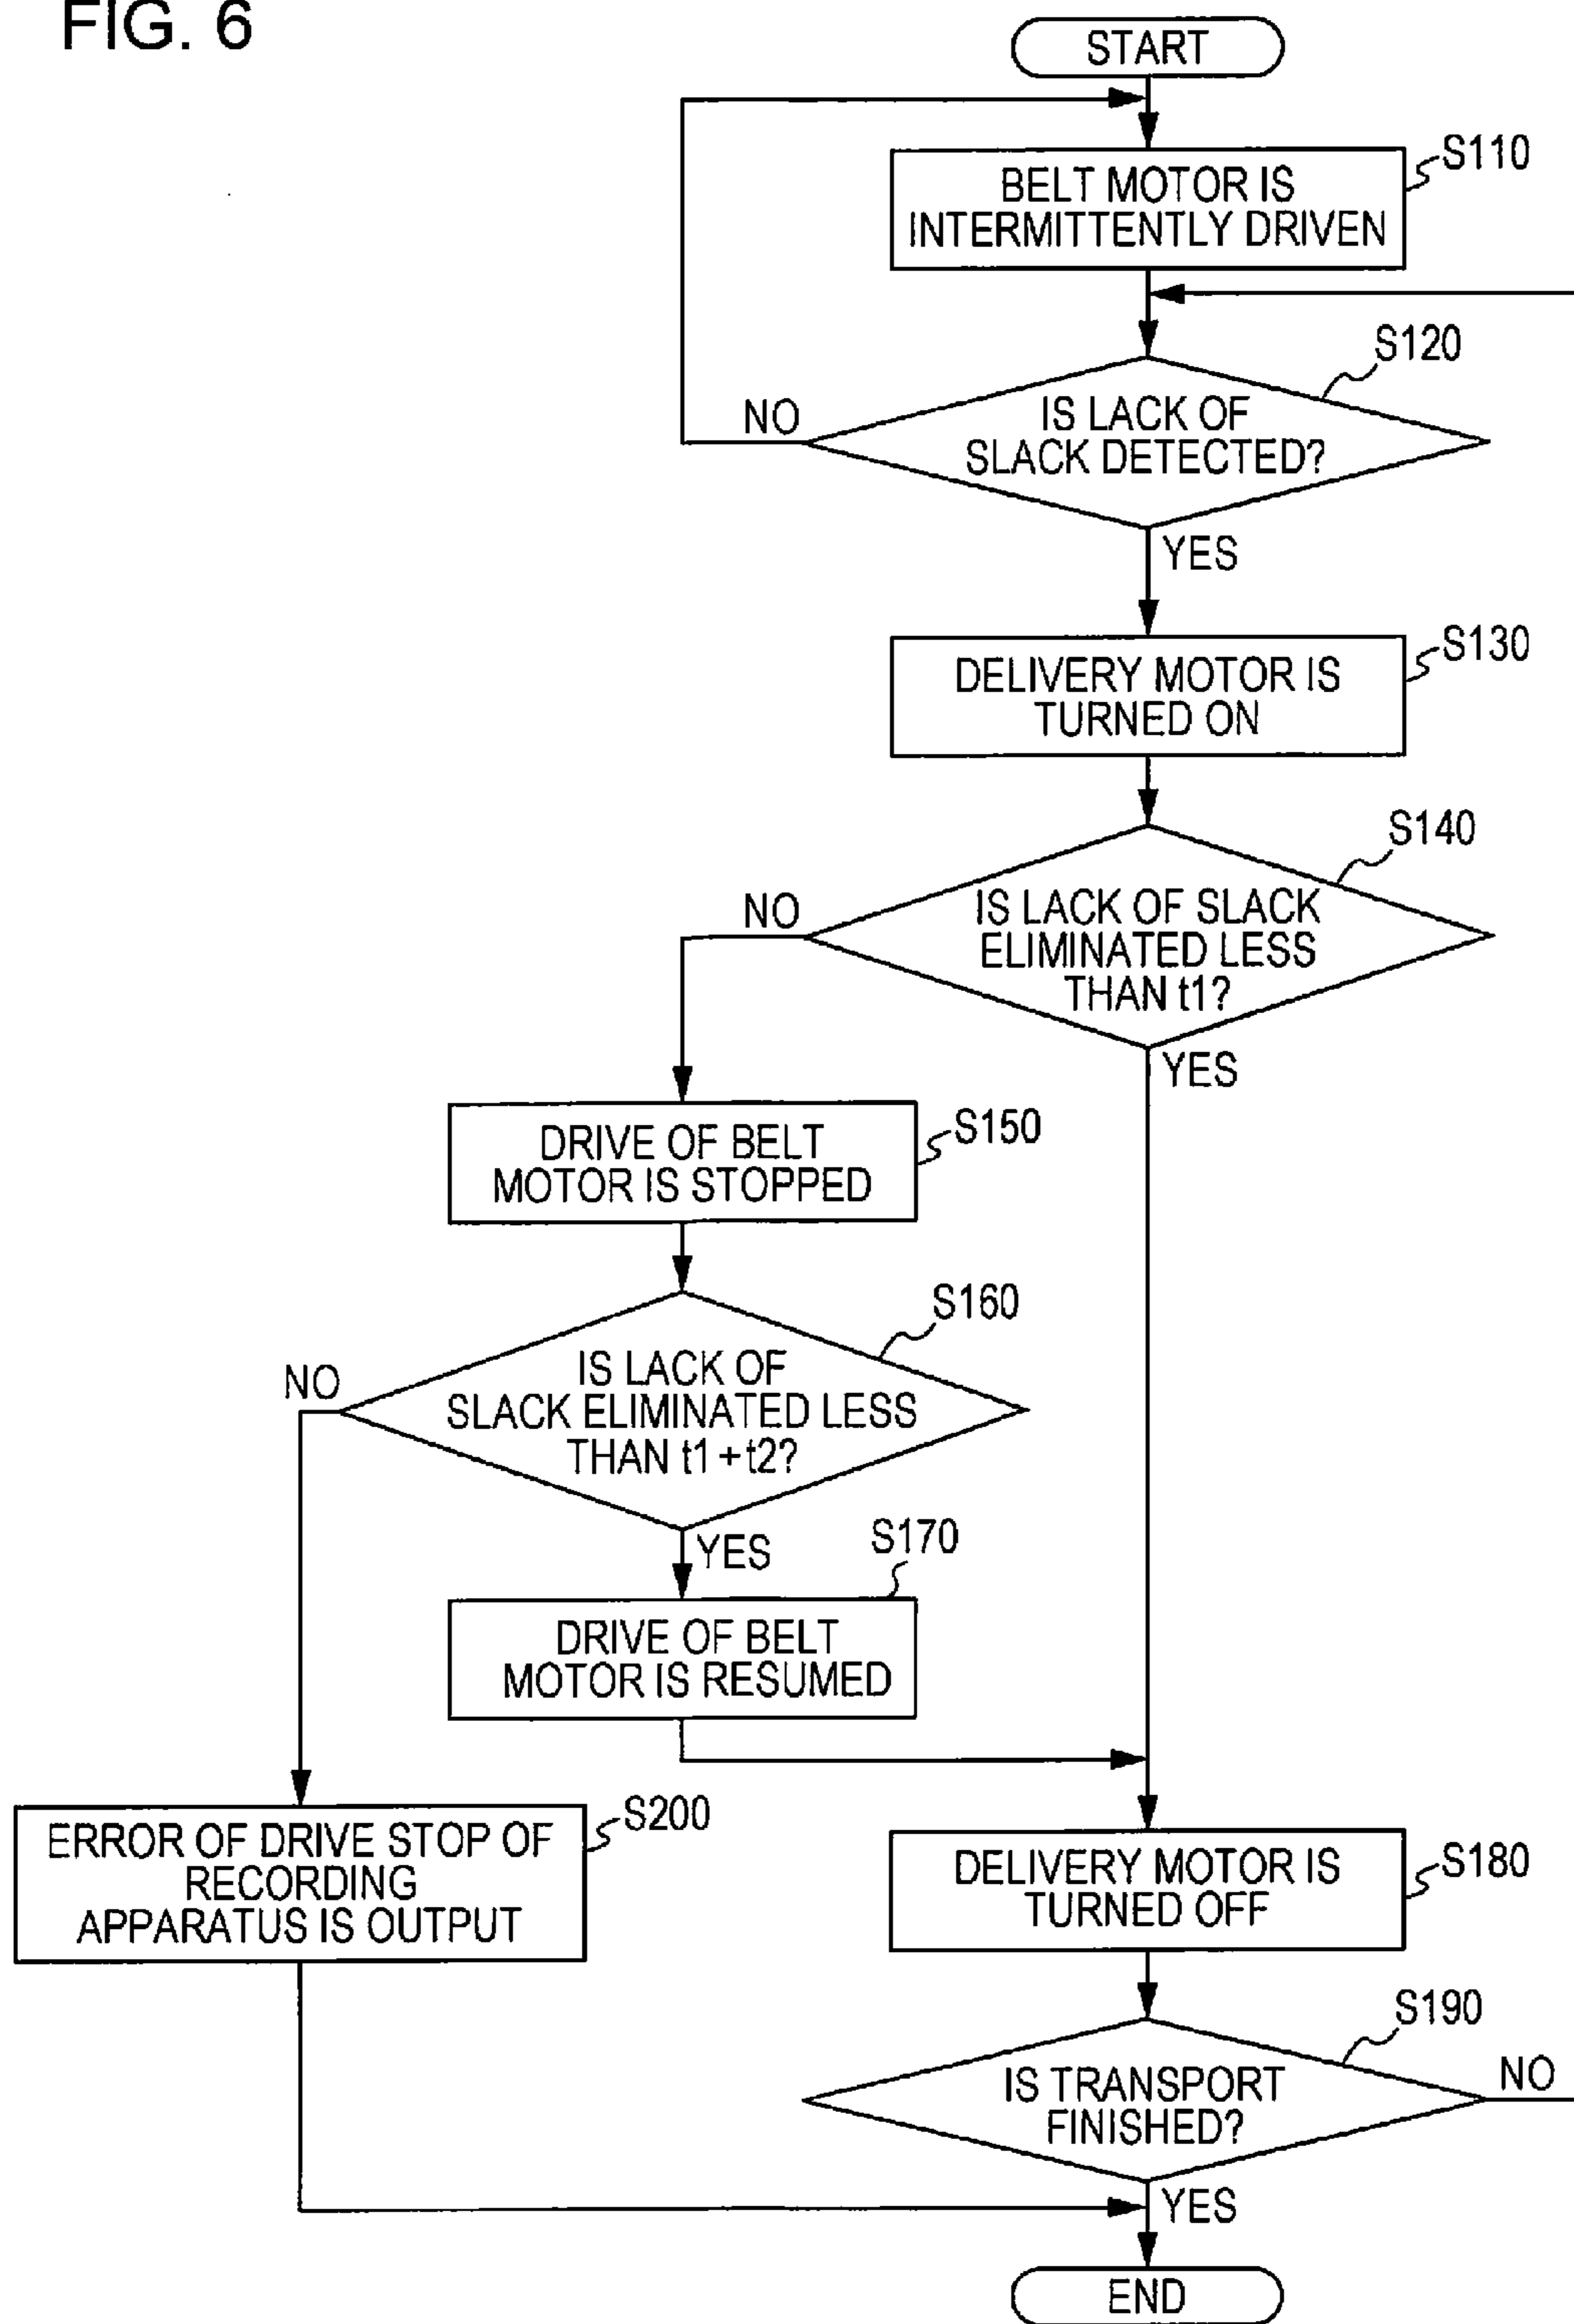 FIG. 6
START
BELT MOTOR IS
INTERMITTENTLY DRIVEN
S110
S120
IS LACK OF
SLACK DETECTED?
NO
YES
DELIVERY MOTOR IS
TURNED ON
S130
S140
IS LACK OF SLACK
ELIMINATED LESS
THAN t1?
NO
YES
DRIVE OF BELT
MOTOR IS STOPPED
S150
S160
IS LACK OF
SLACK ELIMINATED LESS
THAN t1+t2?
NO
YES
S170
DRIVE OF BELT
MOTOR IS RESUMED
ERROR OF DRIVE STOP OF
RECORDING
APPARATUS IS OUTPUT
S200
DELIVERY MOTOR IS
TURNED OFF
S180
S190
IS TRANSPORT
FINISHED?
NO
YES
END